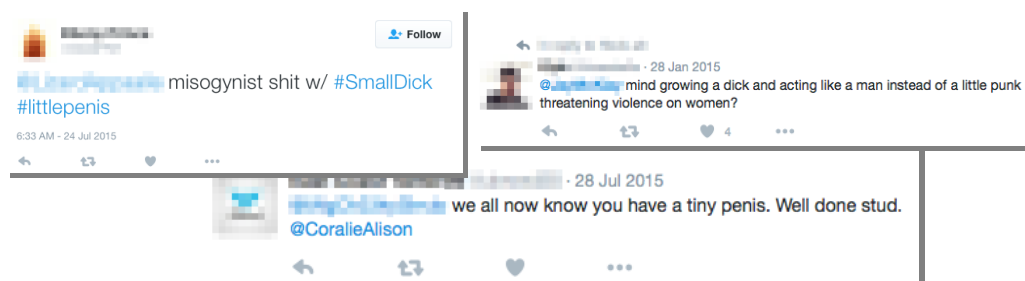 Follow
misogynist shit w/ #SmallDick
#littlepenis
6:33 AM - 24 Jul 2015
· 28 Jan 2015
@ mind growing a dick and acting like a man instead of a little punk
threatening violence on women?
4
· 28 Jul 2015
we all now know you have a tiny penis. Well done stud.
@CoralieAlison